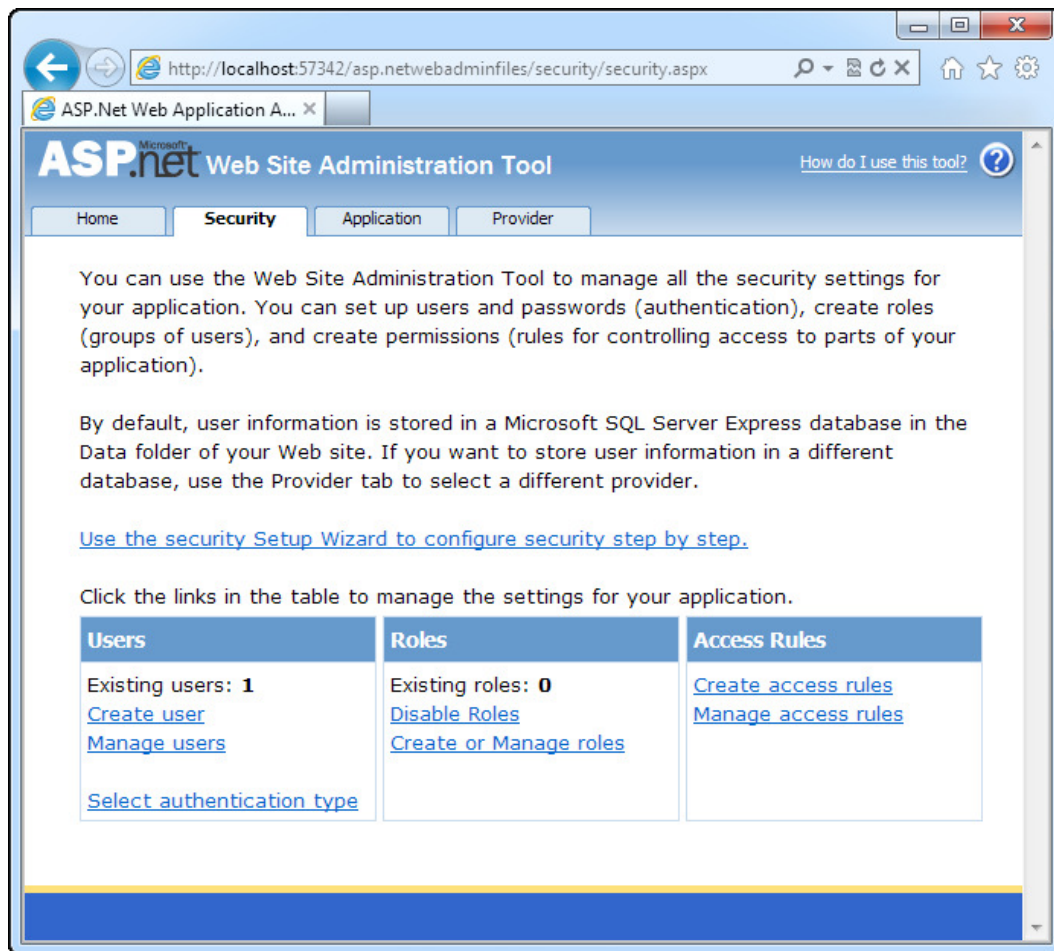 http://localhost:57342/asp.netwebadminfiles/security/security.aspx
ASP.Net Web Application A...
Microsoft
ASP.net Web Site Administration Tool
How do I use this tool? ?
Home Security Application Provider
You can use the Web Site Administration Tool to manage all the security settings for
your application. You can set up users and passwords (authentication), create roles
(groups of users), and create permissions (rules for controlling access to parts of your
application).
By default, user information is stored in a Microsoft SQL Server Express database in the
Data folder of your Web site. If you want to store user information in a different
database, use the Provider tab to select a different provider.
Use the security Setup Wizard to configure security step by step.
Click the links in the table to manage the settings for your application.
Users
Existing users: 1
Create user
Manage users
Select authentication type
Roles
Existing roles: 0
Disable Roles
Create or Manage roles
Access Rules
Create access rules
Manage access rules